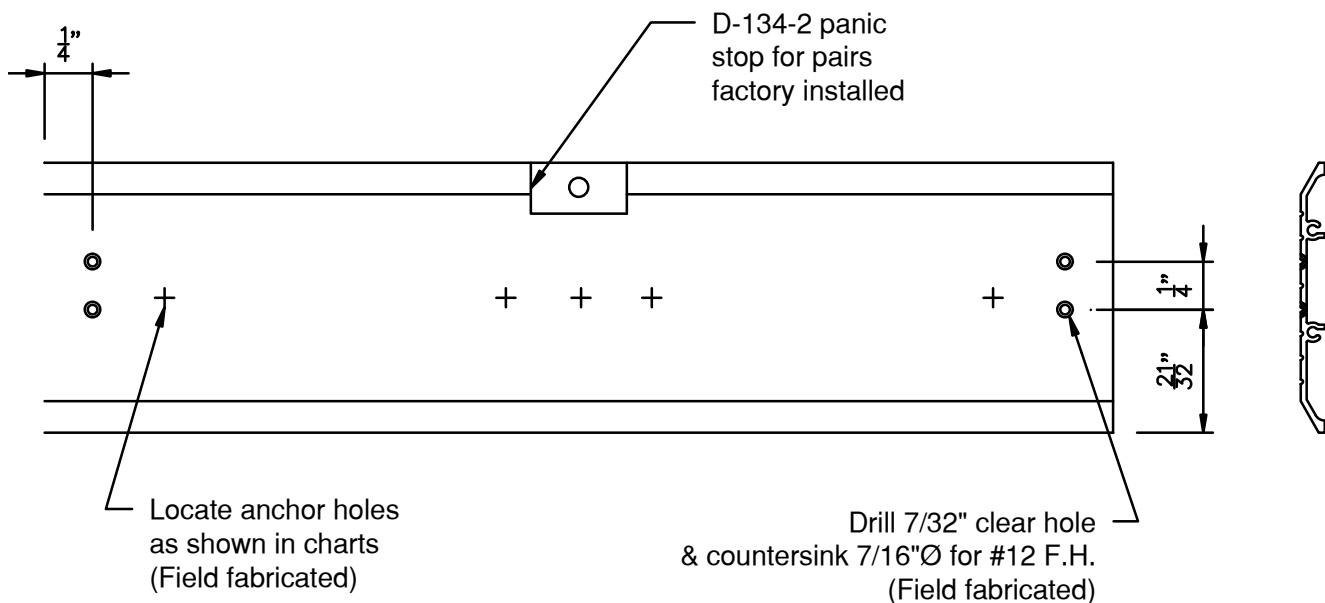 1/4"
D-134-2 panic
stop for pairs
factory installed
1/4"
21/32"
Locate anchor holes
as shown in charts
(Field fabricated)
Drill 7/32" clear hole
& countersink 7/16"Ø for #12 F.H.
(Field fabricated)